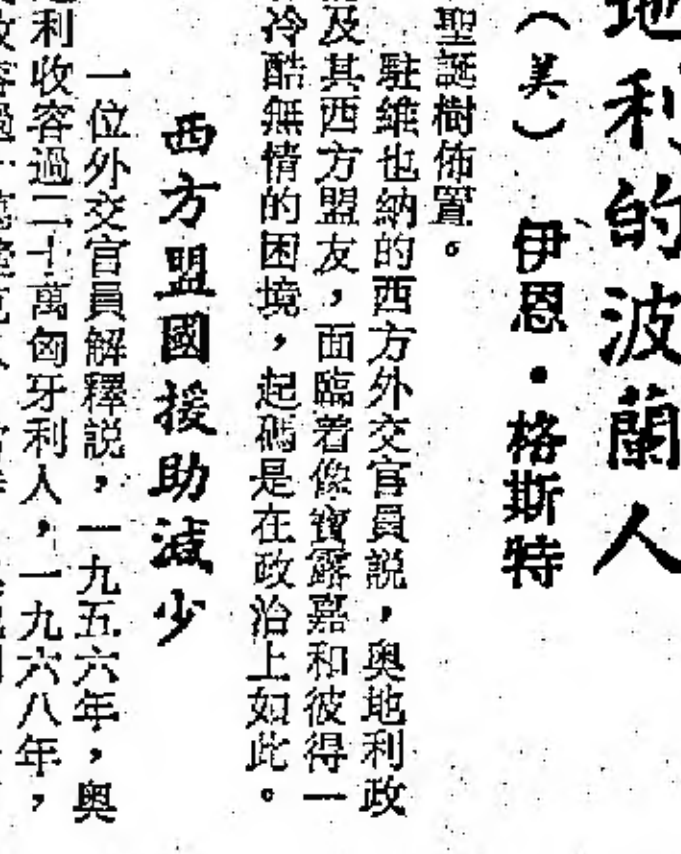 地利的波蘭人
(美) 伊恩·格斯特
聖誕樹佈置。
駐維也納的西方外交官員説，奥地利政
及其西方盟友，面臨着像寶露嘉和彼得一
冷酷無情的困境，起碼是在政治上如此。
西方盟國援助減少
一位外交官員解釋説，一九五六年，奥
利收容過二十萬匈牙利人，一九六八年，